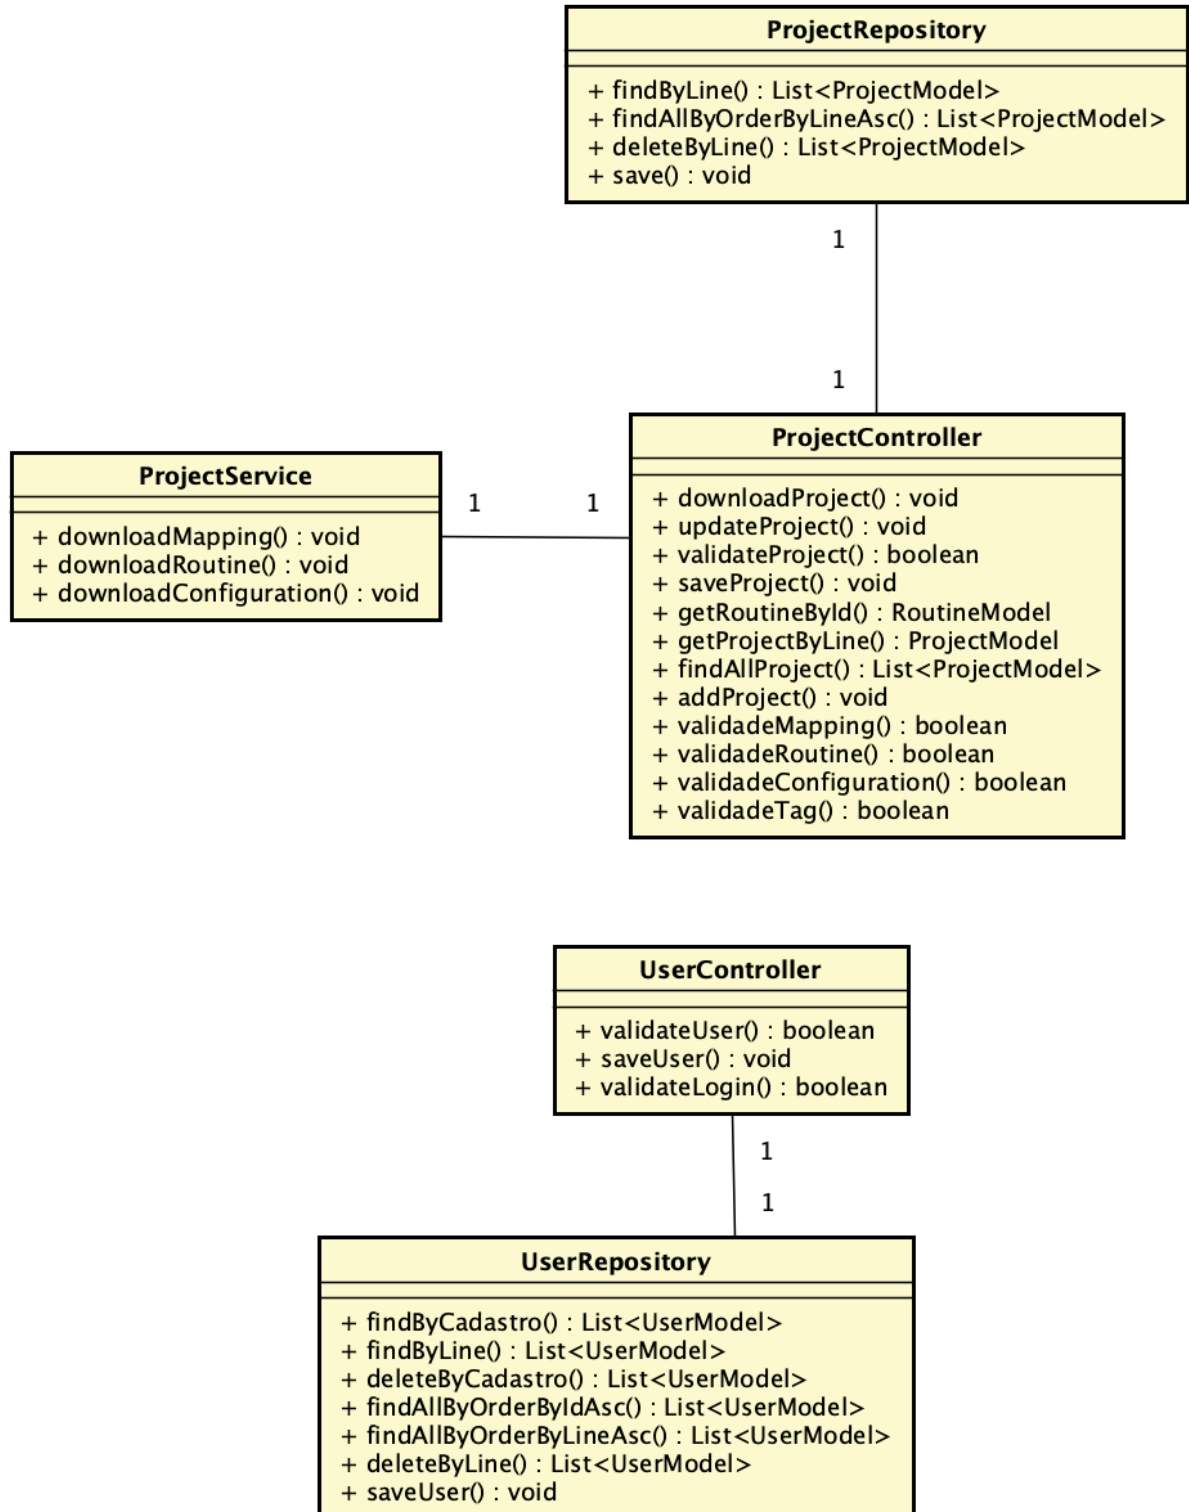 ProjectRepository
+ findByLine() : List<ProjectModel>
+ findAllByOrderByLineAsc() : List<ProjectModel>
+ deleteByLine() : List<ProjectModel>
+ save() : void
1
1
ProjectController
+ downloadProject() : void
+ updateProject() : void
+ validateProject() : boolean
+ saveProject() : void
+ getRoutineById() : RoutineModel
+ getProjectByLine() : ProjectModel
+ findAllProject() : List<ProjectModel>
+ addProject() : void
+ validadeMapping() : boolean
+ validadeRoutine() : boolean
+ validadeConfiguration() : boolean
+ validadeTag() : boolean
ProjectService
+ downloadMapping() : void
+ downloadRoutine() : void
+ downloadConfiguration() : void
1 1
UserController
+ validateUser() : boolean
+ saveUser() : void
+ validateLogin() : boolean
1
1
UserRepository
+ findByCadastro() : List<UserModel>
+ findByLine() : List<UserModel>
+ deleteByCadastro() : List<UserModel>
+ findAllByOrderByIdAsc() : List<UserModel>
+ findAllByOrderByLineAsc() : List<UserModel>
+ deleteByLine() : List<UserModel>
+ saveUser() : void